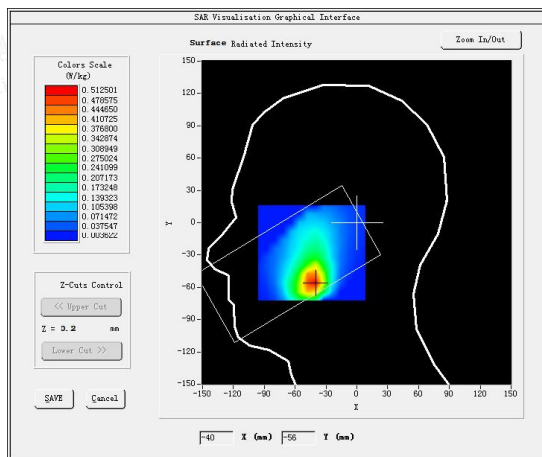 SAR Visualisation Graphical Interface
Surface Radiated Intensity
Zoom In/Out
Colors Scale
(W/kg)
0.512501
0.478575
0.444650
0.410725
0.376800
0.342874
0.308949
0.275024
0.241099
0.207173
0.173248
0.139323
0.105398
0.071472
0.037547
0.003622
Z-Cuts Control
<< Upper Cut
Z = 3.2 mm
Lower Cut >>
SAVE Cancel
Y
150
120
90
60
30
0
-30
-60
-90
-120
-150
-150 -120 -90 -60 -30 0 30 60 90 120 150
X
-40 X (mm) -56 Y (mm)